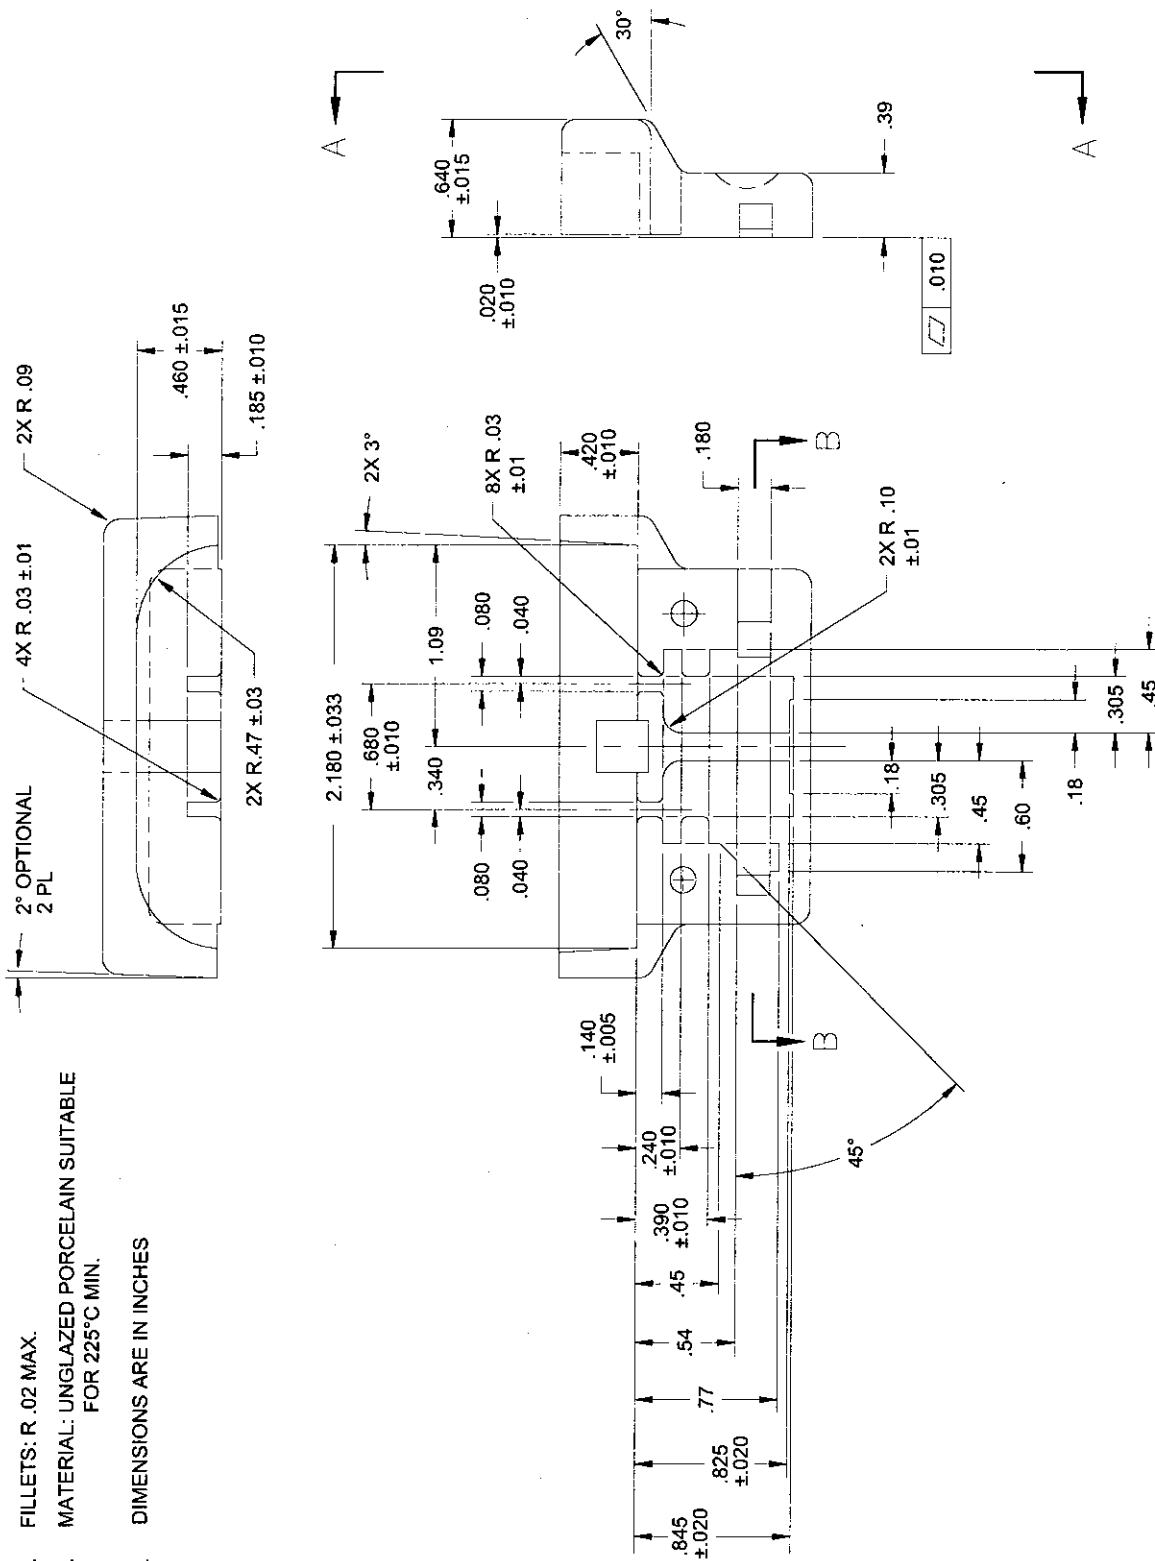 FILLETS: R .02 MAX.
MATERIAL: UNGLAZED PORCELAIN SUITABLE
FOR 225°C MIN.
DIMENSIONS ARE IN INCHES
2° OPTIONAL
2 PL
4X R .03 ±.01
2X R .09
2X R.47 ±.03
.460 ±.015
.185 ±.010
2.180 ±.033
.680
±.010
.340
1.09
.080
.040
.080
.040
2X 3°
.420
±.010
8X R .03
±.01
.180
B
2X R .10
±.01
B
.140
±.005
.240
±.010
.390
±.010
.45
.54
.77
.825
±.020
.845
±.020
45°
.18
.305
.45
.60
.18
.305
.45
A
A
.640
±.015
.020
±.010
30°
.39
.010